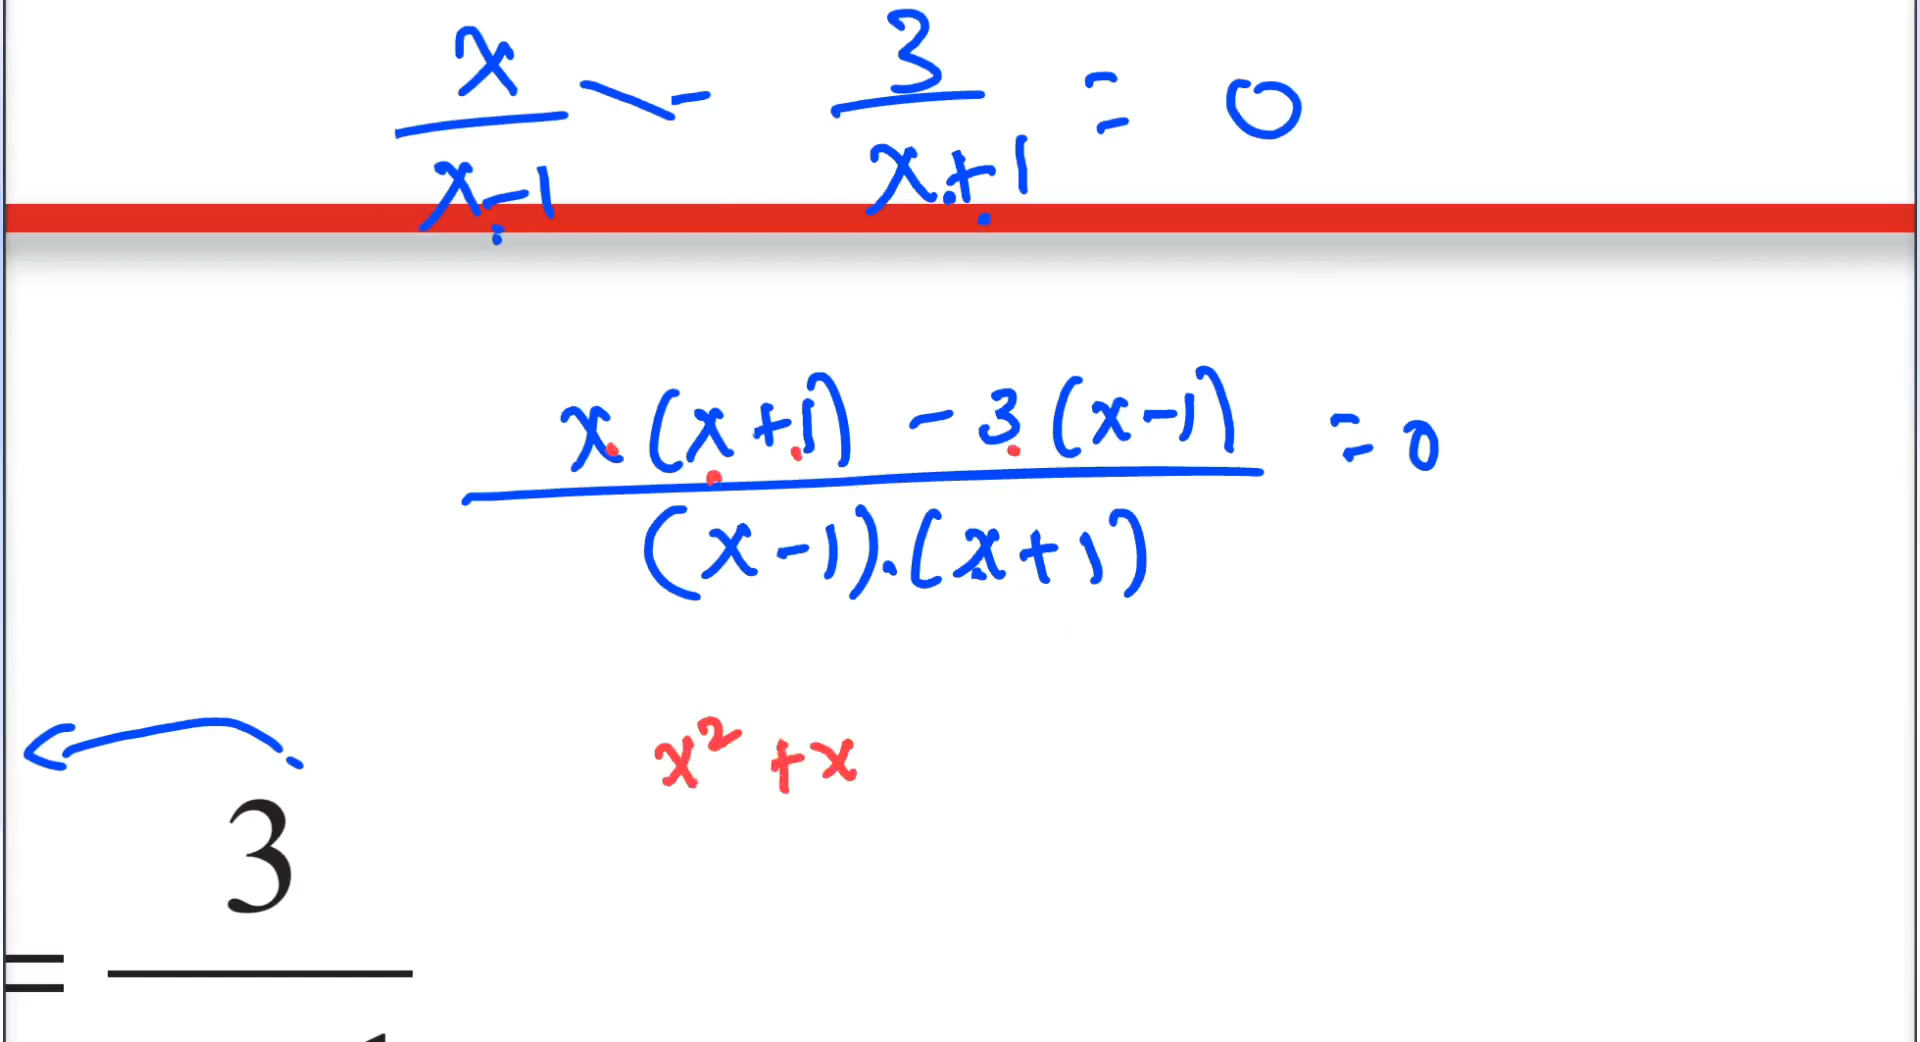 x/(x-1) - 3/(x+1) = 0
(x(x+1) - 3(x-1))/((x-1).(x+1)) = 0
x² + x
= 3